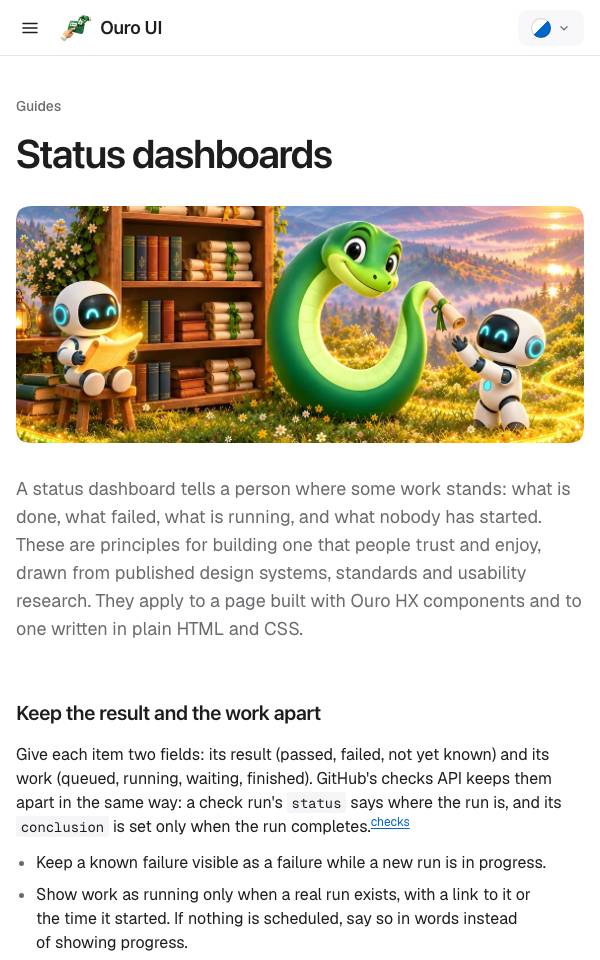 Ouro UI
Guides
Status dashboards
A status dashboard tells a person where some work stands: what is
done, what failed, what is running, and what nobody has started.
These are principles for building one that people trust and enjoy,
drawn from published design systems, standards and usability
research. They apply to a page built with Ouro HX components and to
one written in plain HTML and CSS.
Keep the result and the work apart
Give each item two fields: its result (passed, failed, not yet known) and its
work (queued, running, waiting, finished). GitHub's checks API keeps them
apart in the same way: a check run's status says where the run is, and its
conclusion is set only when the run completes.checks
• Keep a known failure visible as a failure while a new run is in progress.
• Show work as running only when a real run exists, with a link to it or
the time it started. If nothing is scheduled, say so in words instead
of showing progress.